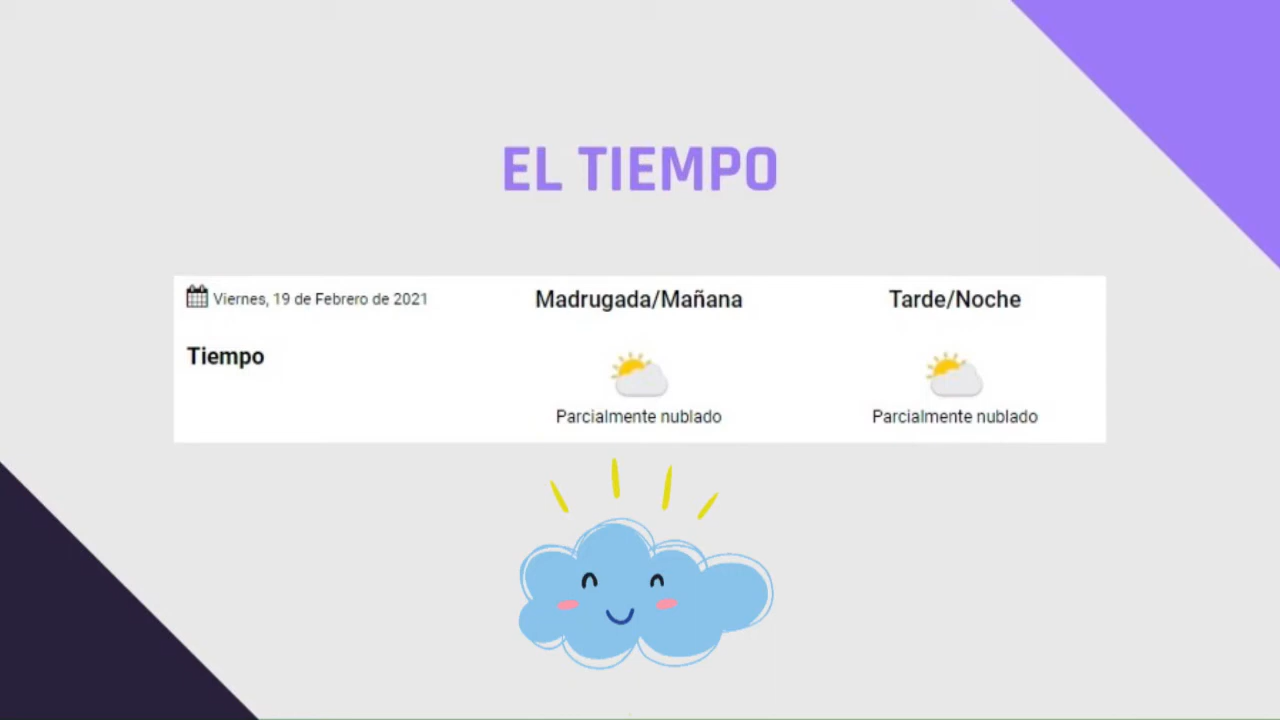 EL TIEMPO
Viernes, 19 de Febrero de 2021
Madrugada/Mañana
Tarde/Noche
Tiempo
Parcialmente nublado
Parcialmente nublado